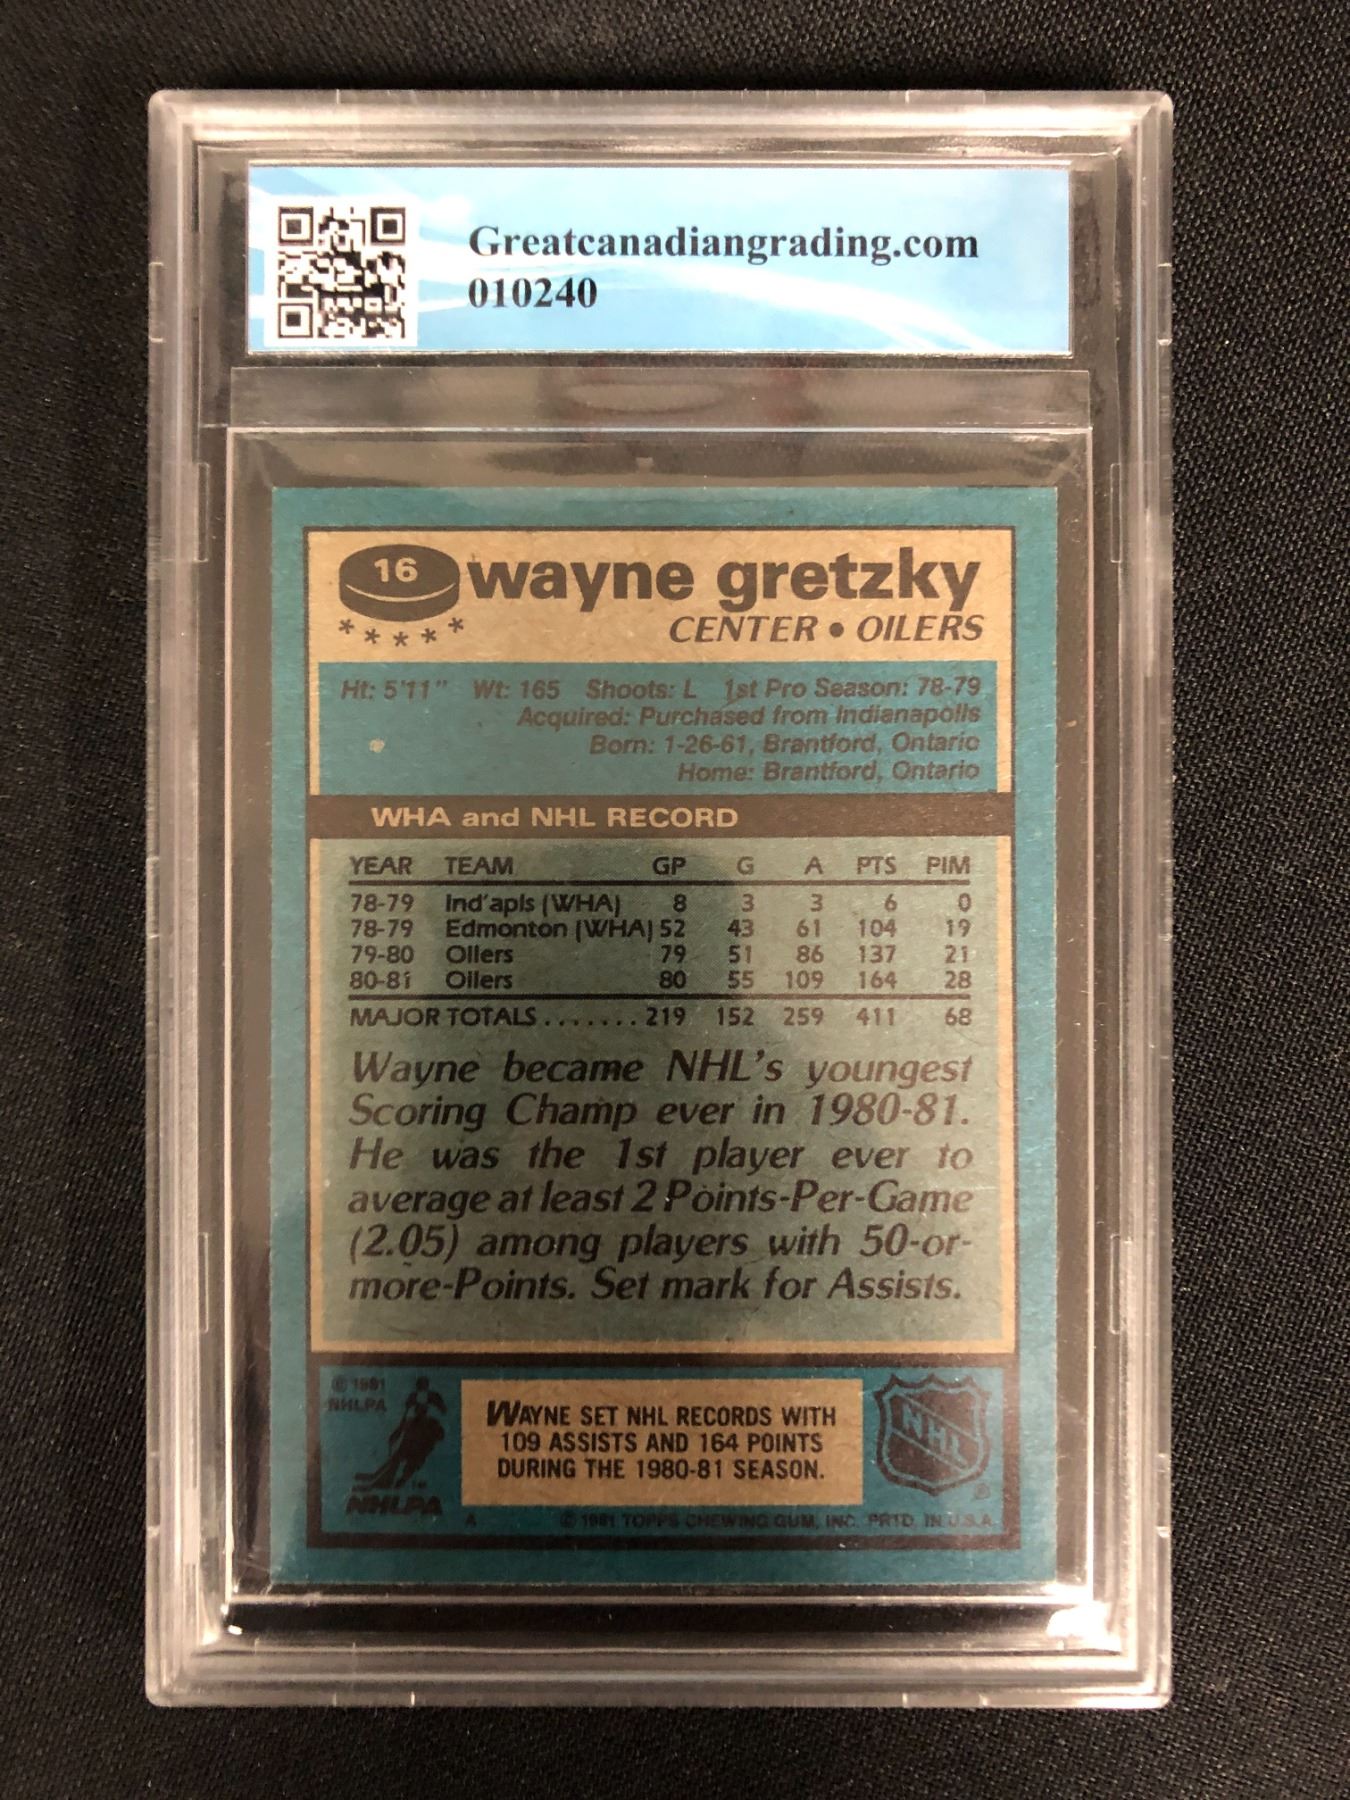 Greatcanadiangrading.com
010240
16 wayne gretzky
* * * * *
CENTER • OILERS
Ht: 5'11" Wt: 165 Shoots: L 1st Pro Season: 78-79
Acquired: Purchased from Indianapolis
Born: 1-26-61, Brantford, Ontario
Home: Brantford, Ontario
WHA and NHL RECORD
YEAR TEAM GP G A PTS PIM
78-79 Ind'apls (WHA) 8 3 3 6 0
78-79 Edmonton (WHA) 52 43 61 104 19
79-80 Oilers 79 51 86 137 21
80-81 Oilers 80 55 109 164 28
MAJOR TOTALS ....... 219 152 259 411 68
Wayne became NHL's youngest
Scoring Champ ever in 1980-81.
He was the 1st player ever to
average at least 2 Points-Per-Game
(2.05) among players with 50-or-
more-Points. Set mark for Assists.
© 1981
NHLPA
WAYNE SET NHL RECORDS WITH
109 ASSISTS AND 164 POINTS
DURING THE 1980-81 SEASON.
NHL
®
TM
NHLPA
A © 1981 TOPPS CHEWING GUM, INC. PRTD. IN U.S.A.